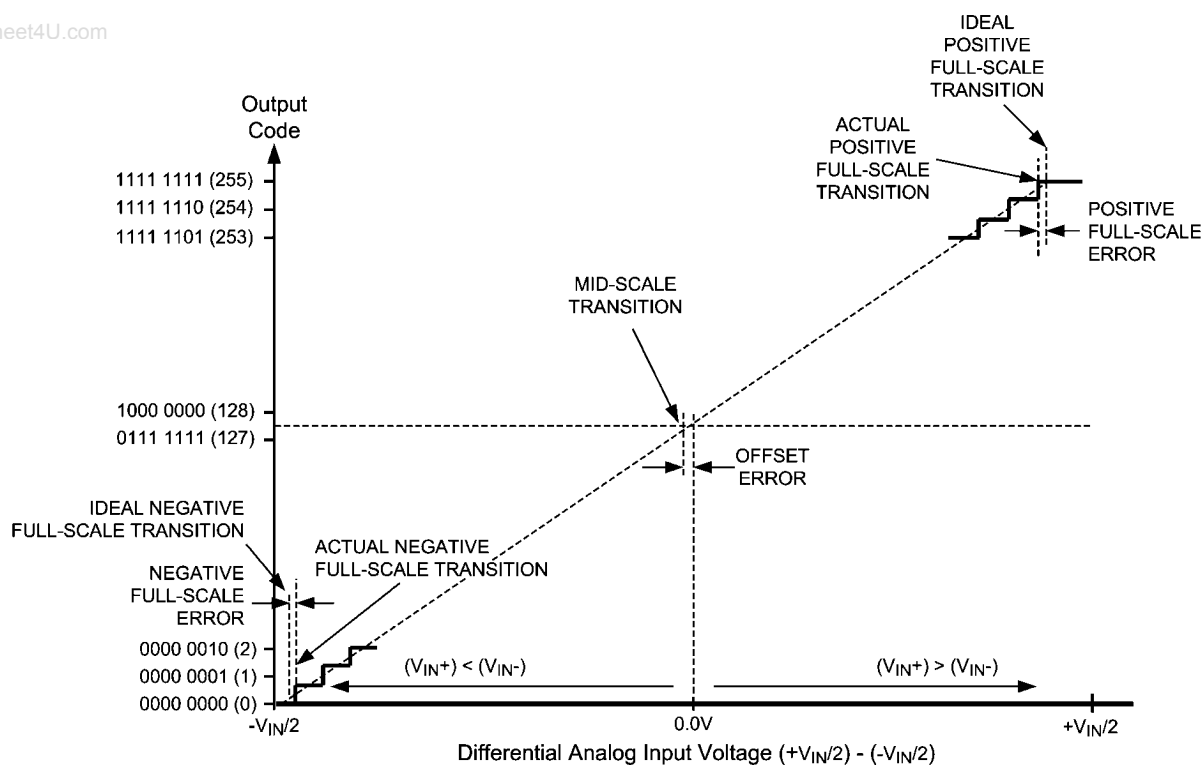 neet4U.com
IDEAL
POSITIVE
FULL-SCALE
TRANSITION
Output
Code
ACTUAL
POSITIVE
FULL-SCALE
TRANSITION
1111 1111 (255)
1111 1110 (254)
1111 1101 (253)
POSITIVE
FULL-SCALE
ERROR
MID-SCALE
TRANSITION
1000 0000 (128)
0111 1111 (127)
OFFSET
ERROR
IDEAL NEGATIVE
FULL-SCALE TRANSITION
ACTUAL NEGATIVE
FULL-SCALE TRANSITION
NEGATIVE
FULL-SCALE
ERROR
0000 0010 (2)
0000 0001 (1)
0000 0000 (0)
(VIN+) < (VIN-)
(VIN+) > (VIN-)
-VIN/2
0.0V
+VIN/2
Differential Analog Input Voltage (+VIN/2) - (-VIN/2)